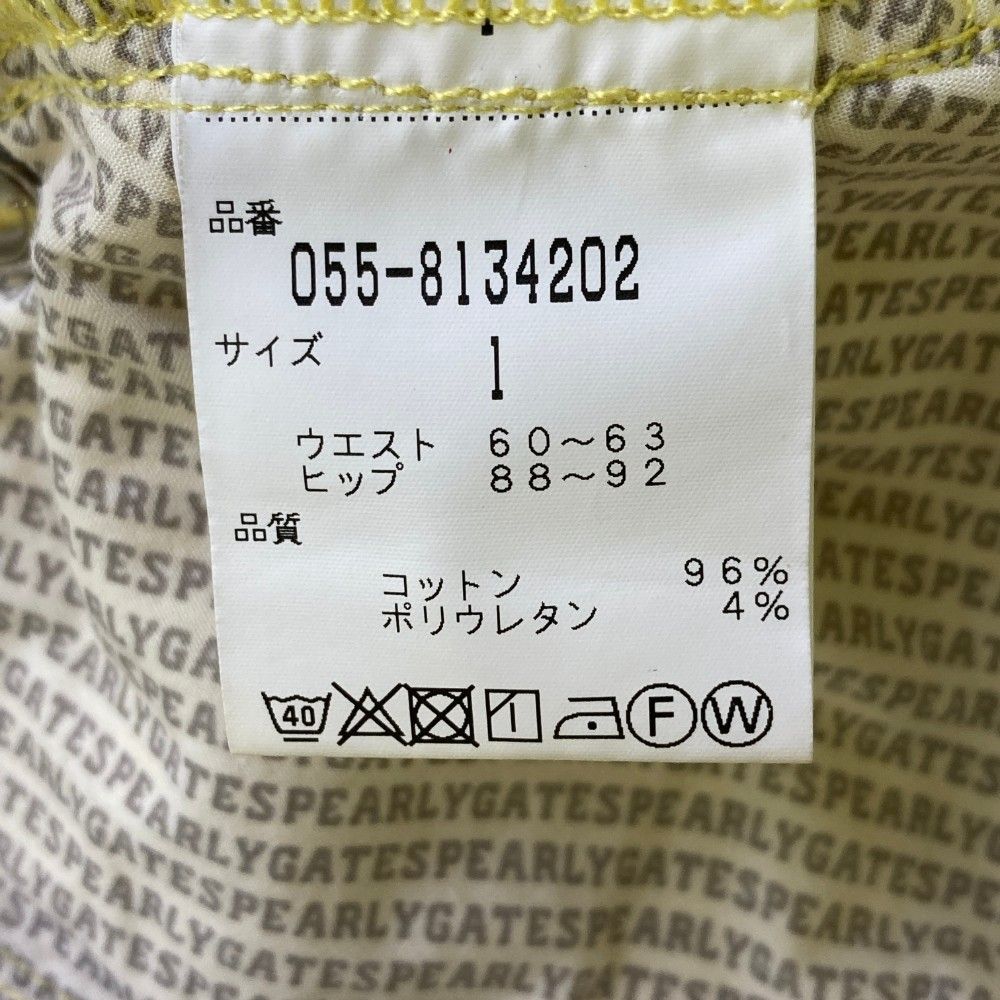 品番
055-8134202
サイズ 1
ウエスト 60～63
ヒップ 88～92
品質
コットン 96%
ポリウレタン 4%
40 F W
PEARLYGATESPEARLYGATESPEARLYGATES